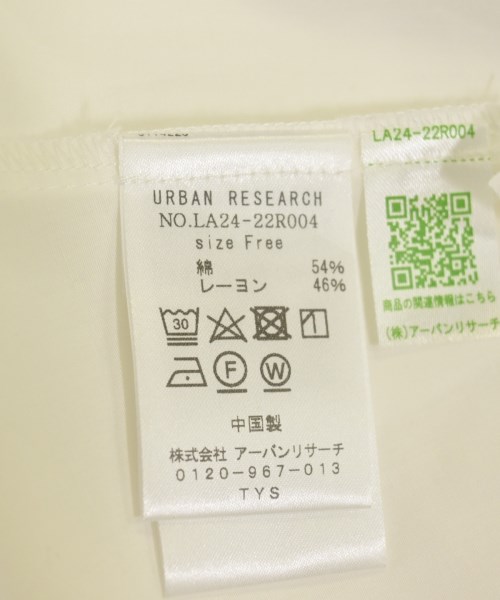 URBAN RESEARCH
NO.LA24-22R004
size Free
綿 54%
レーヨン 46%
30
F
W
中国製
株式会社 アーバンリサーチ
0120-967-013
TYS
LA24-22R004
商品の関連情報はこちら
(株)アーバンリサーチ